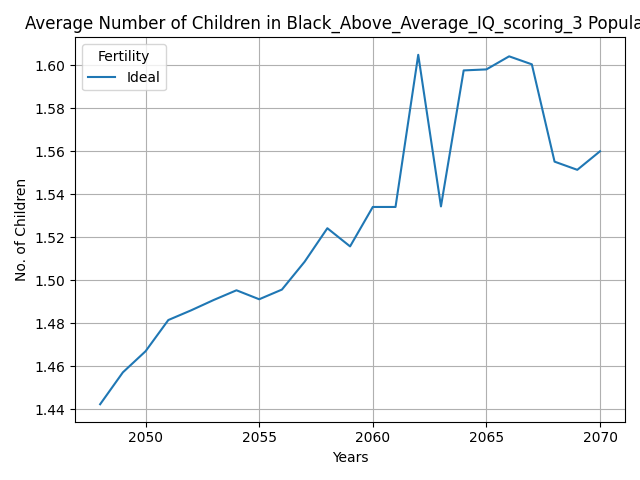 Average Number of Children in Black_Above_Average_IQ_scoring_3 Popula
Fertility
Ideal
1.60
1.58
1.56
1.54
1.52
1.50
1.48
1.46
1.44
No. of Children
2050 2055 2060 2065 2070
Years